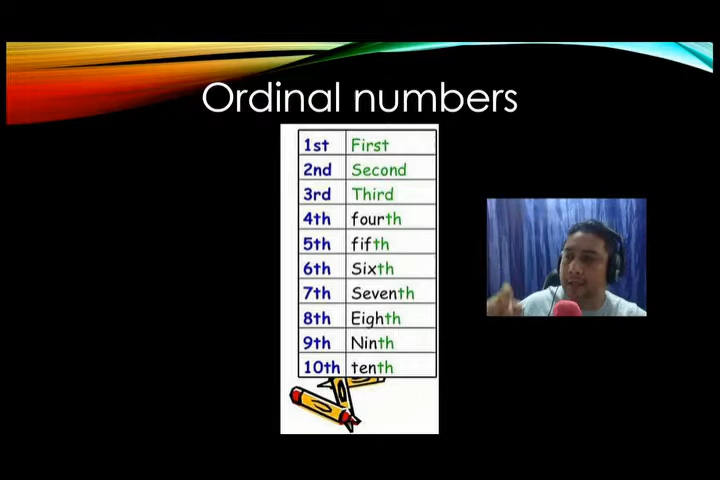 Ordinal numbers
1st First
2nd Second
3rd Third
4th fourth
5th fifth
6th Sixth
7th Seventh
8th Eighth
9th Ninth
10th tenth